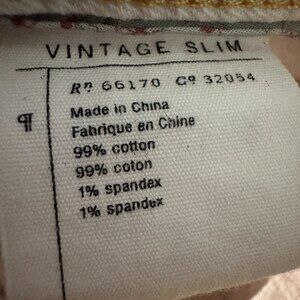 VINTAGE SLIM
Rn 66170 Co 32054
Made in China
Fabrique en Chine
99% cotton
99% coton
1% spandex
1% spandex